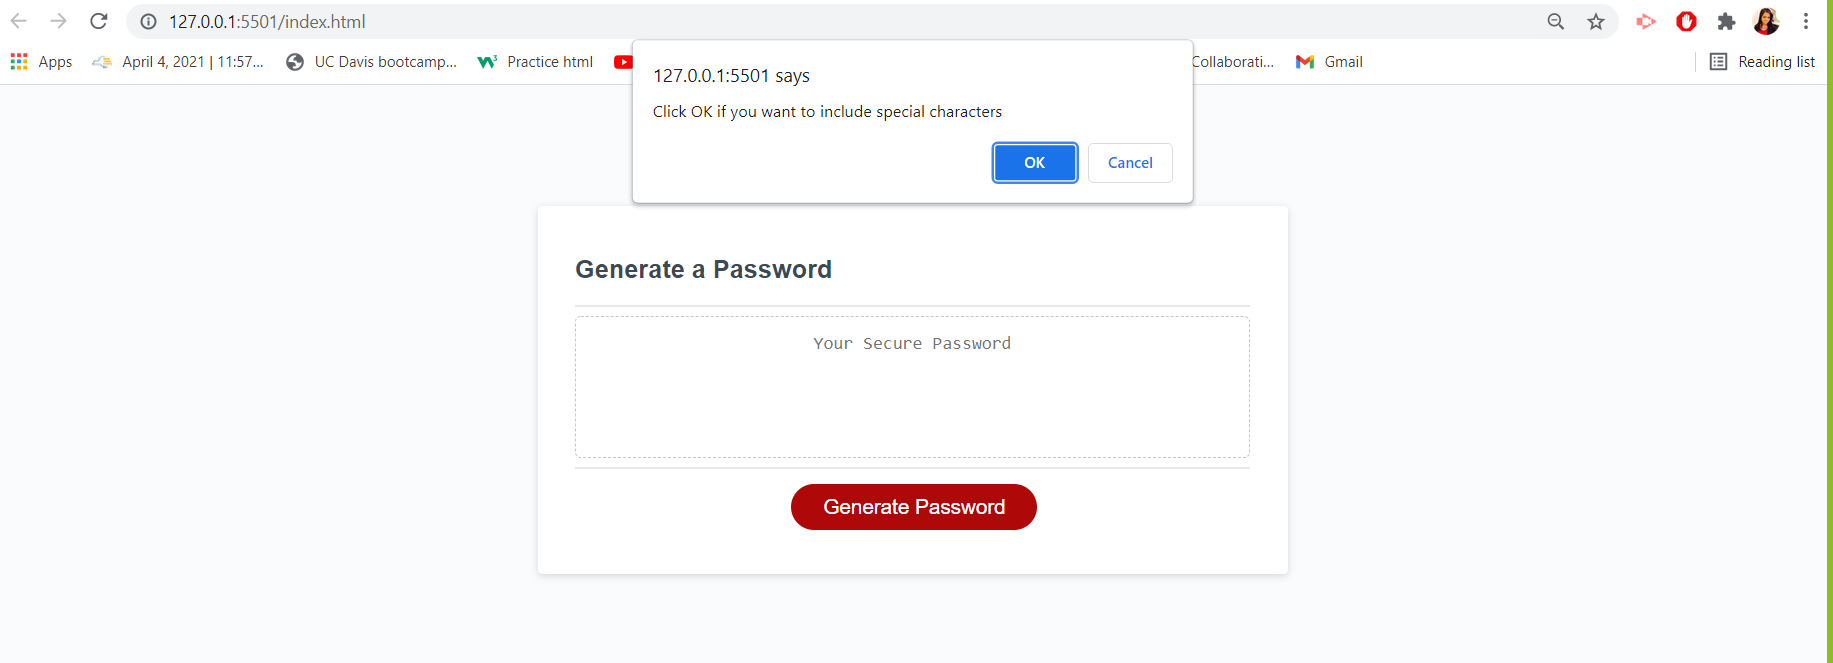 127.0.0.1:5501/index.html
Apps April 4, 2021 | 11:57... UC Davis bootcamp... W3 Practice html Collaborati... Gmail Reading list
127.0.0.1:5501 says
Click OK if you want to include special characters
OK Cancel
Generate a Password
Your Secure Password
Generate Password